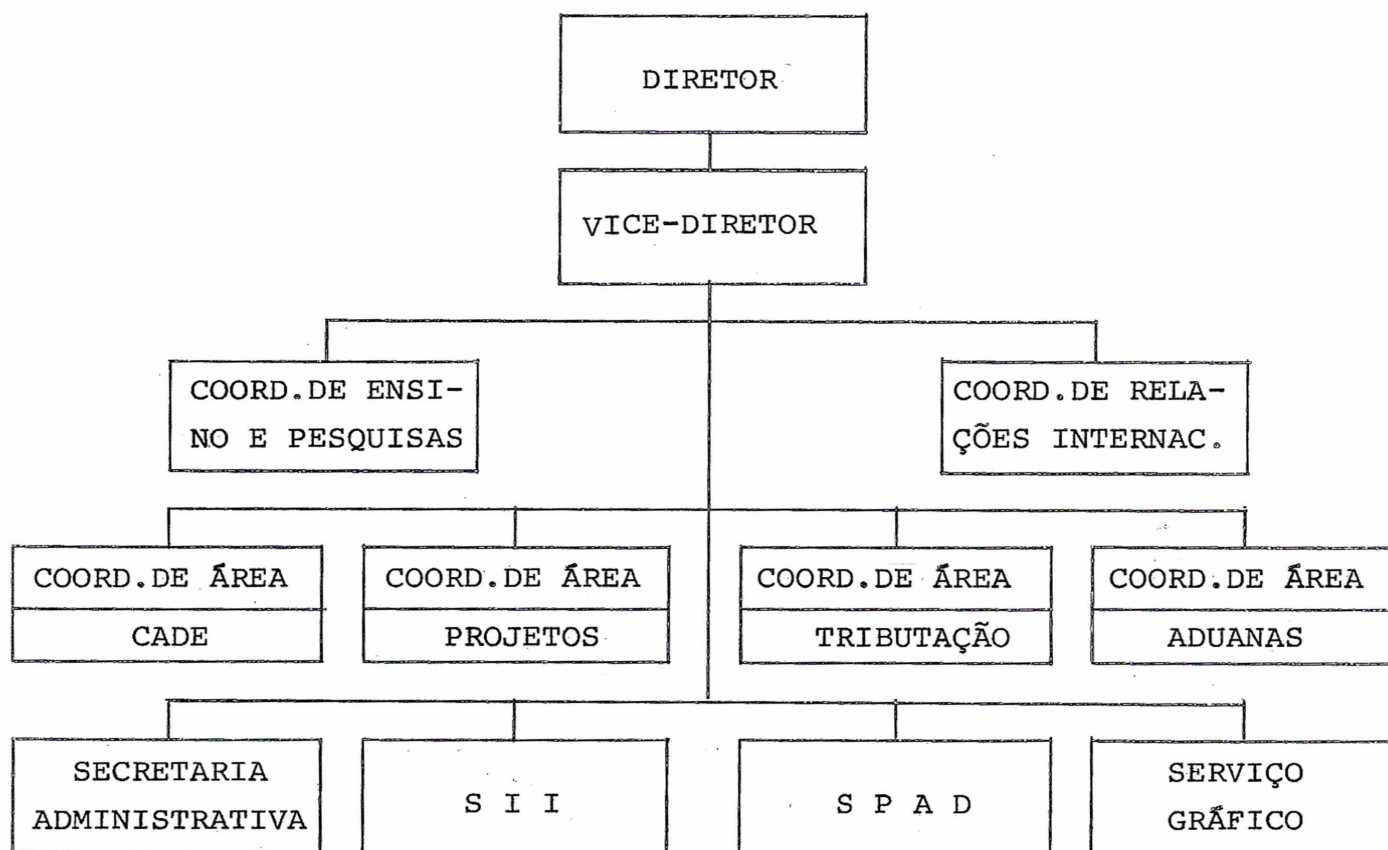 DIRETOR
VICE-DIRETOR
COORD.DE ENSI-
NO E PESQUISAS
COORD.DE RELA-
ÇÕES INTERNAC.
COORD.DE ÁREA
CADE
COORD.DE ÁREA
PROJETOS
COORD.DE ÁREA
TRIBUTAÇÃO
COORD.DE ÁREA
ADUANAS
SECRETARIA
ADMINISTRATIVA
S I I
S P A D
SERVIÇO
GRÁFICO